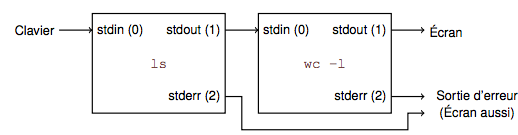 Clavier
stdin (0) stdout (1)
ls
stderr (2)
stdin (0) stdout (1)
wc -l
stderr (2)
Écran
Sortie d'erreur
(Écran aussi)